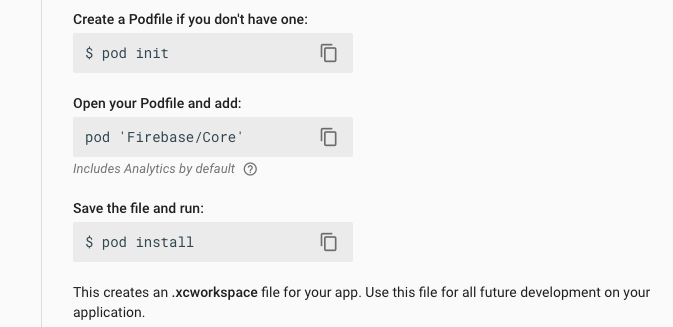 Create a Podfile if you don't have one:
$ pod init
Open your Podfile and add:
pod 'Firebase/Core'
Includes Analytics by default ?
Save the file and run:
$ pod install
This creates an .xcworkspace file for your app. Use this file for all future development on your
application.